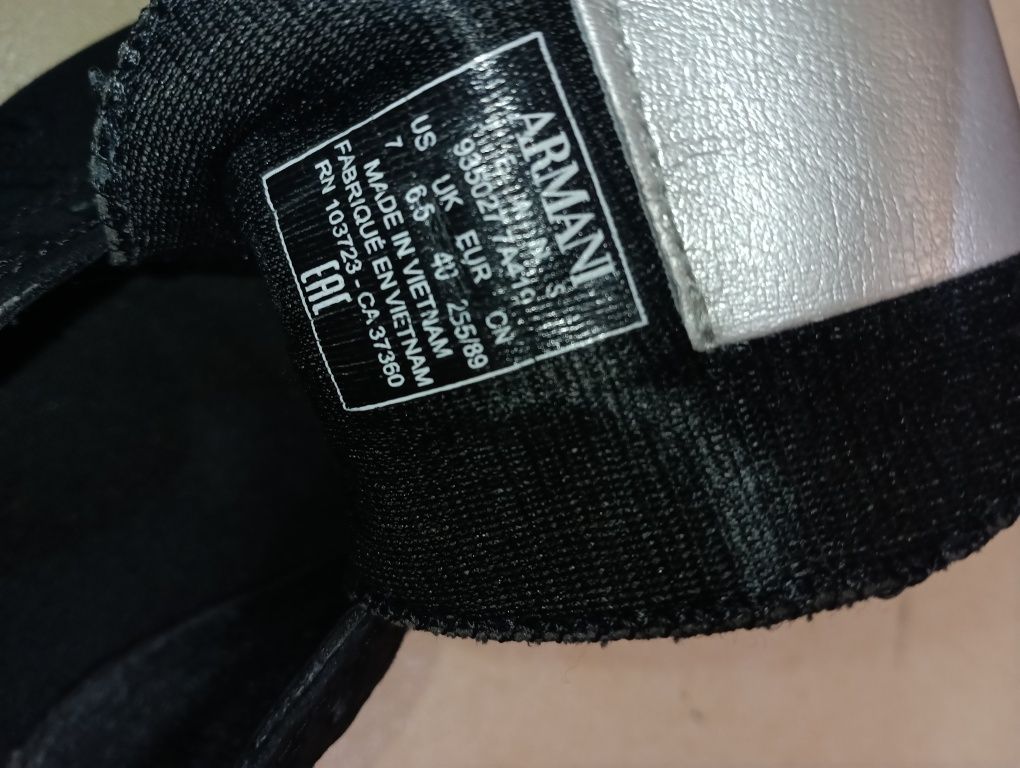 ARMANI
935027 7A419
US UK EUR CN
7 6.5 40 255/89
MADE IN VIETNAM
FABRIQUÉ EN VIETNAM
RN 103723 - CA 37360
EAC